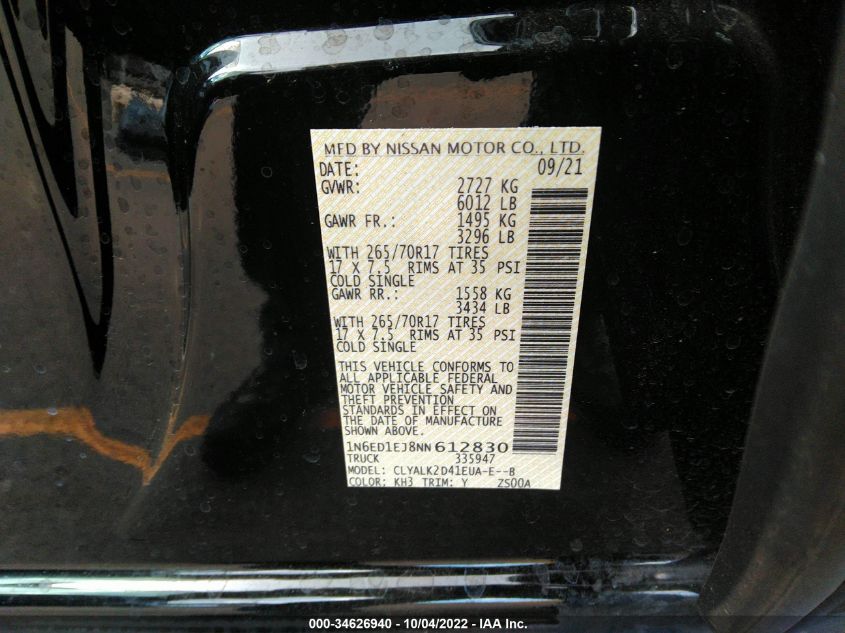 MFD BY NISSAN MOTOR CO., LTD.
DATE: 09/21
GVWR: 2727 KG
6012 LB
GAWR FR.: 1495 KG
3296 LB
WITH 265/70R17 TIRES
17 X 7.5 RIMS AT 35 PSI
COLD SINGLE
GAWR RR.: 1558 KG
3434 LB
WITH 265/70R17 TIRES
17 X 7.5 RIMS AT 35 PSI
COLD SINGLE
THIS VEHICLE CONFORMS TO
ALL APPLICABLE FEDERAL
MOTOR VEHICLE SAFETY AND
THEFT PREVENTION
STANDARDS IN EFFECT ON
THE DATE OF MANUFACTURE
SHOWN ABOVE.
1N6ED1EJ8NN612830
TRUCK 335947
MODEL: CLYALK2D41EUA-E--B
COLOR: KH3 TRIM: Y ZS00A
000-34626940 - 10/04/2022 - IAA Inc.